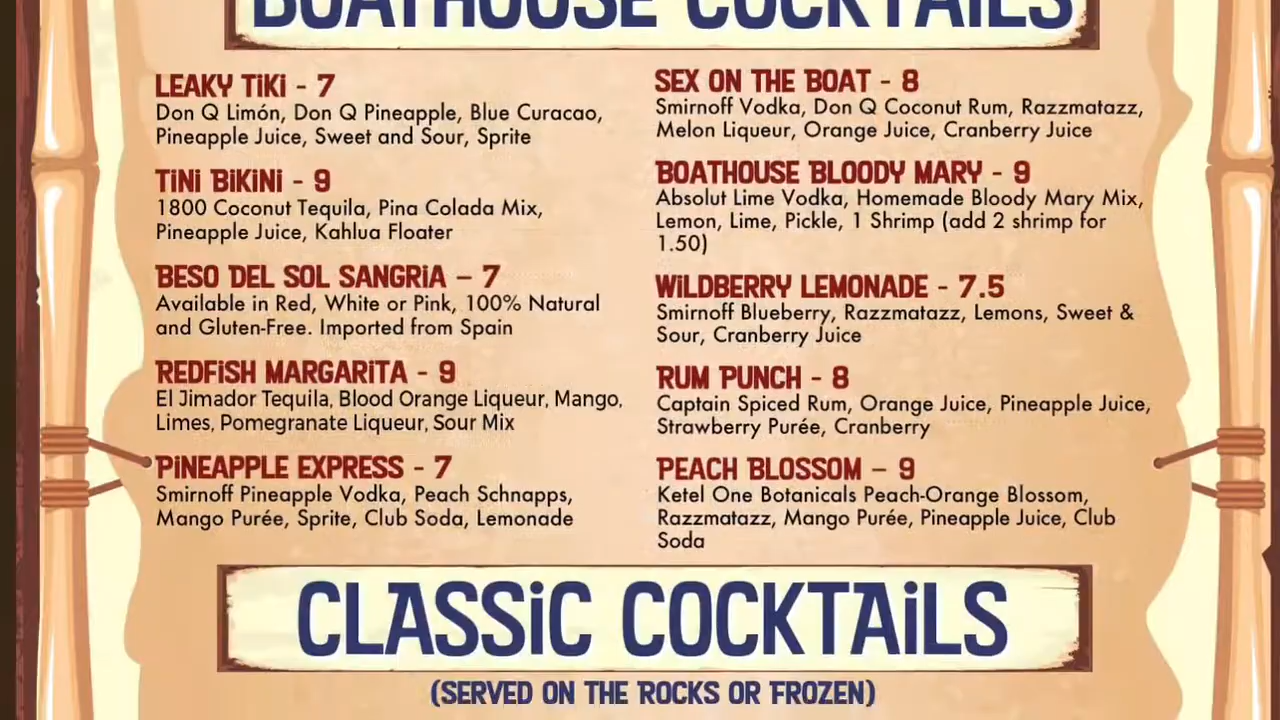 BOATHOUSE COCKTAILS
LEAKY TIKI - 7
Don Q Limón, Don Q Pineapple, Blue Curacao,
Pineapple Juice, Sweet and Sour, Sprite
TINI BIKINI - 9
1800 Coconut Tequila, Pina Colada Mix,
Pineapple Juice, Kahlua Floater
BESO DEL SOL SANGRIA – 7
Available in Red, White or Pink, 100% Natural
and Gluten-Free. Imported from Spain
REDFISH MARGARITA - 9
El Jimador Tequila, Blood Orange Liqueur, Mango,
Limes, Pomegranate Liqueur, Sour Mix
PINEAPPLE EXPRESS - 7
Smirnoff Pineapple Vodka, Peach Schnapps,
Mango Purée, Sprite, Club Soda, Lemonade
SEX ON THE BOAT - 8
Smirnoff Vodka, Don Q Coconut Rum, Razzmatazz,
Melon Liqueur, Orange Juice, Cranberry Juice
BOATHOUSE BLOODY MARY - 9
Absolut Lime Vodka, Homemade Bloody Mary Mix,
Lemon, Lime, Pickle, 1 Shrimp (add 2 shrimp for
1.50)
WILDBERRY LEMONADE - 7.5
Smirnoff Blueberry, Razzmatazz, Lemons, Sweet &
Sour, Cranberry Juice
RUM PUNCH - 8
Captain Spiced Rum, Orange Juice, Pineapple Juice,
Strawberry Purée, Cranberry
PEACH BLOSSOM – 9
Ketel One Botanicals Peach-Orange Blossom,
Razzmatazz, Mango Purée, Pineapple Juice, Club
Soda
CLASSIC COCKTAILS
(SERVED ON THE ROCKS OR FROZEN)